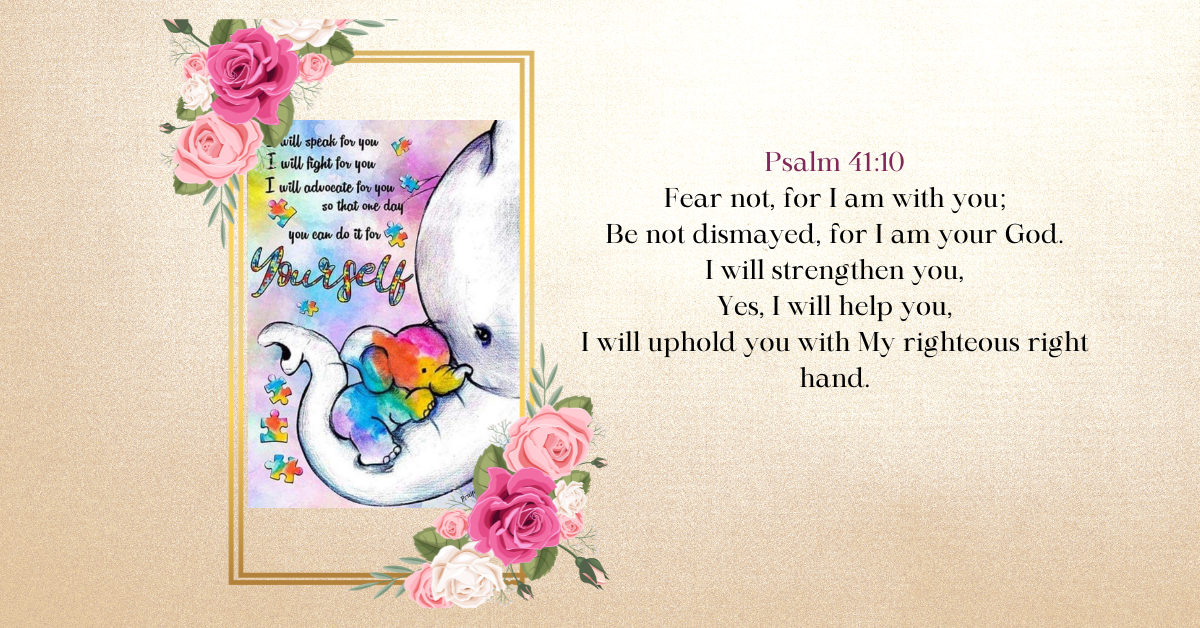 I will speak for you
I will fight for you
I will advocate for you
so that one day
you can do it for
Yourself
Psalm 41:10
Fear not, for I am with you;
Be not dismayed, for I am your God.
I will strengthen you,
Yes, I will help you,
I will uphold you with My righteous right
hand.